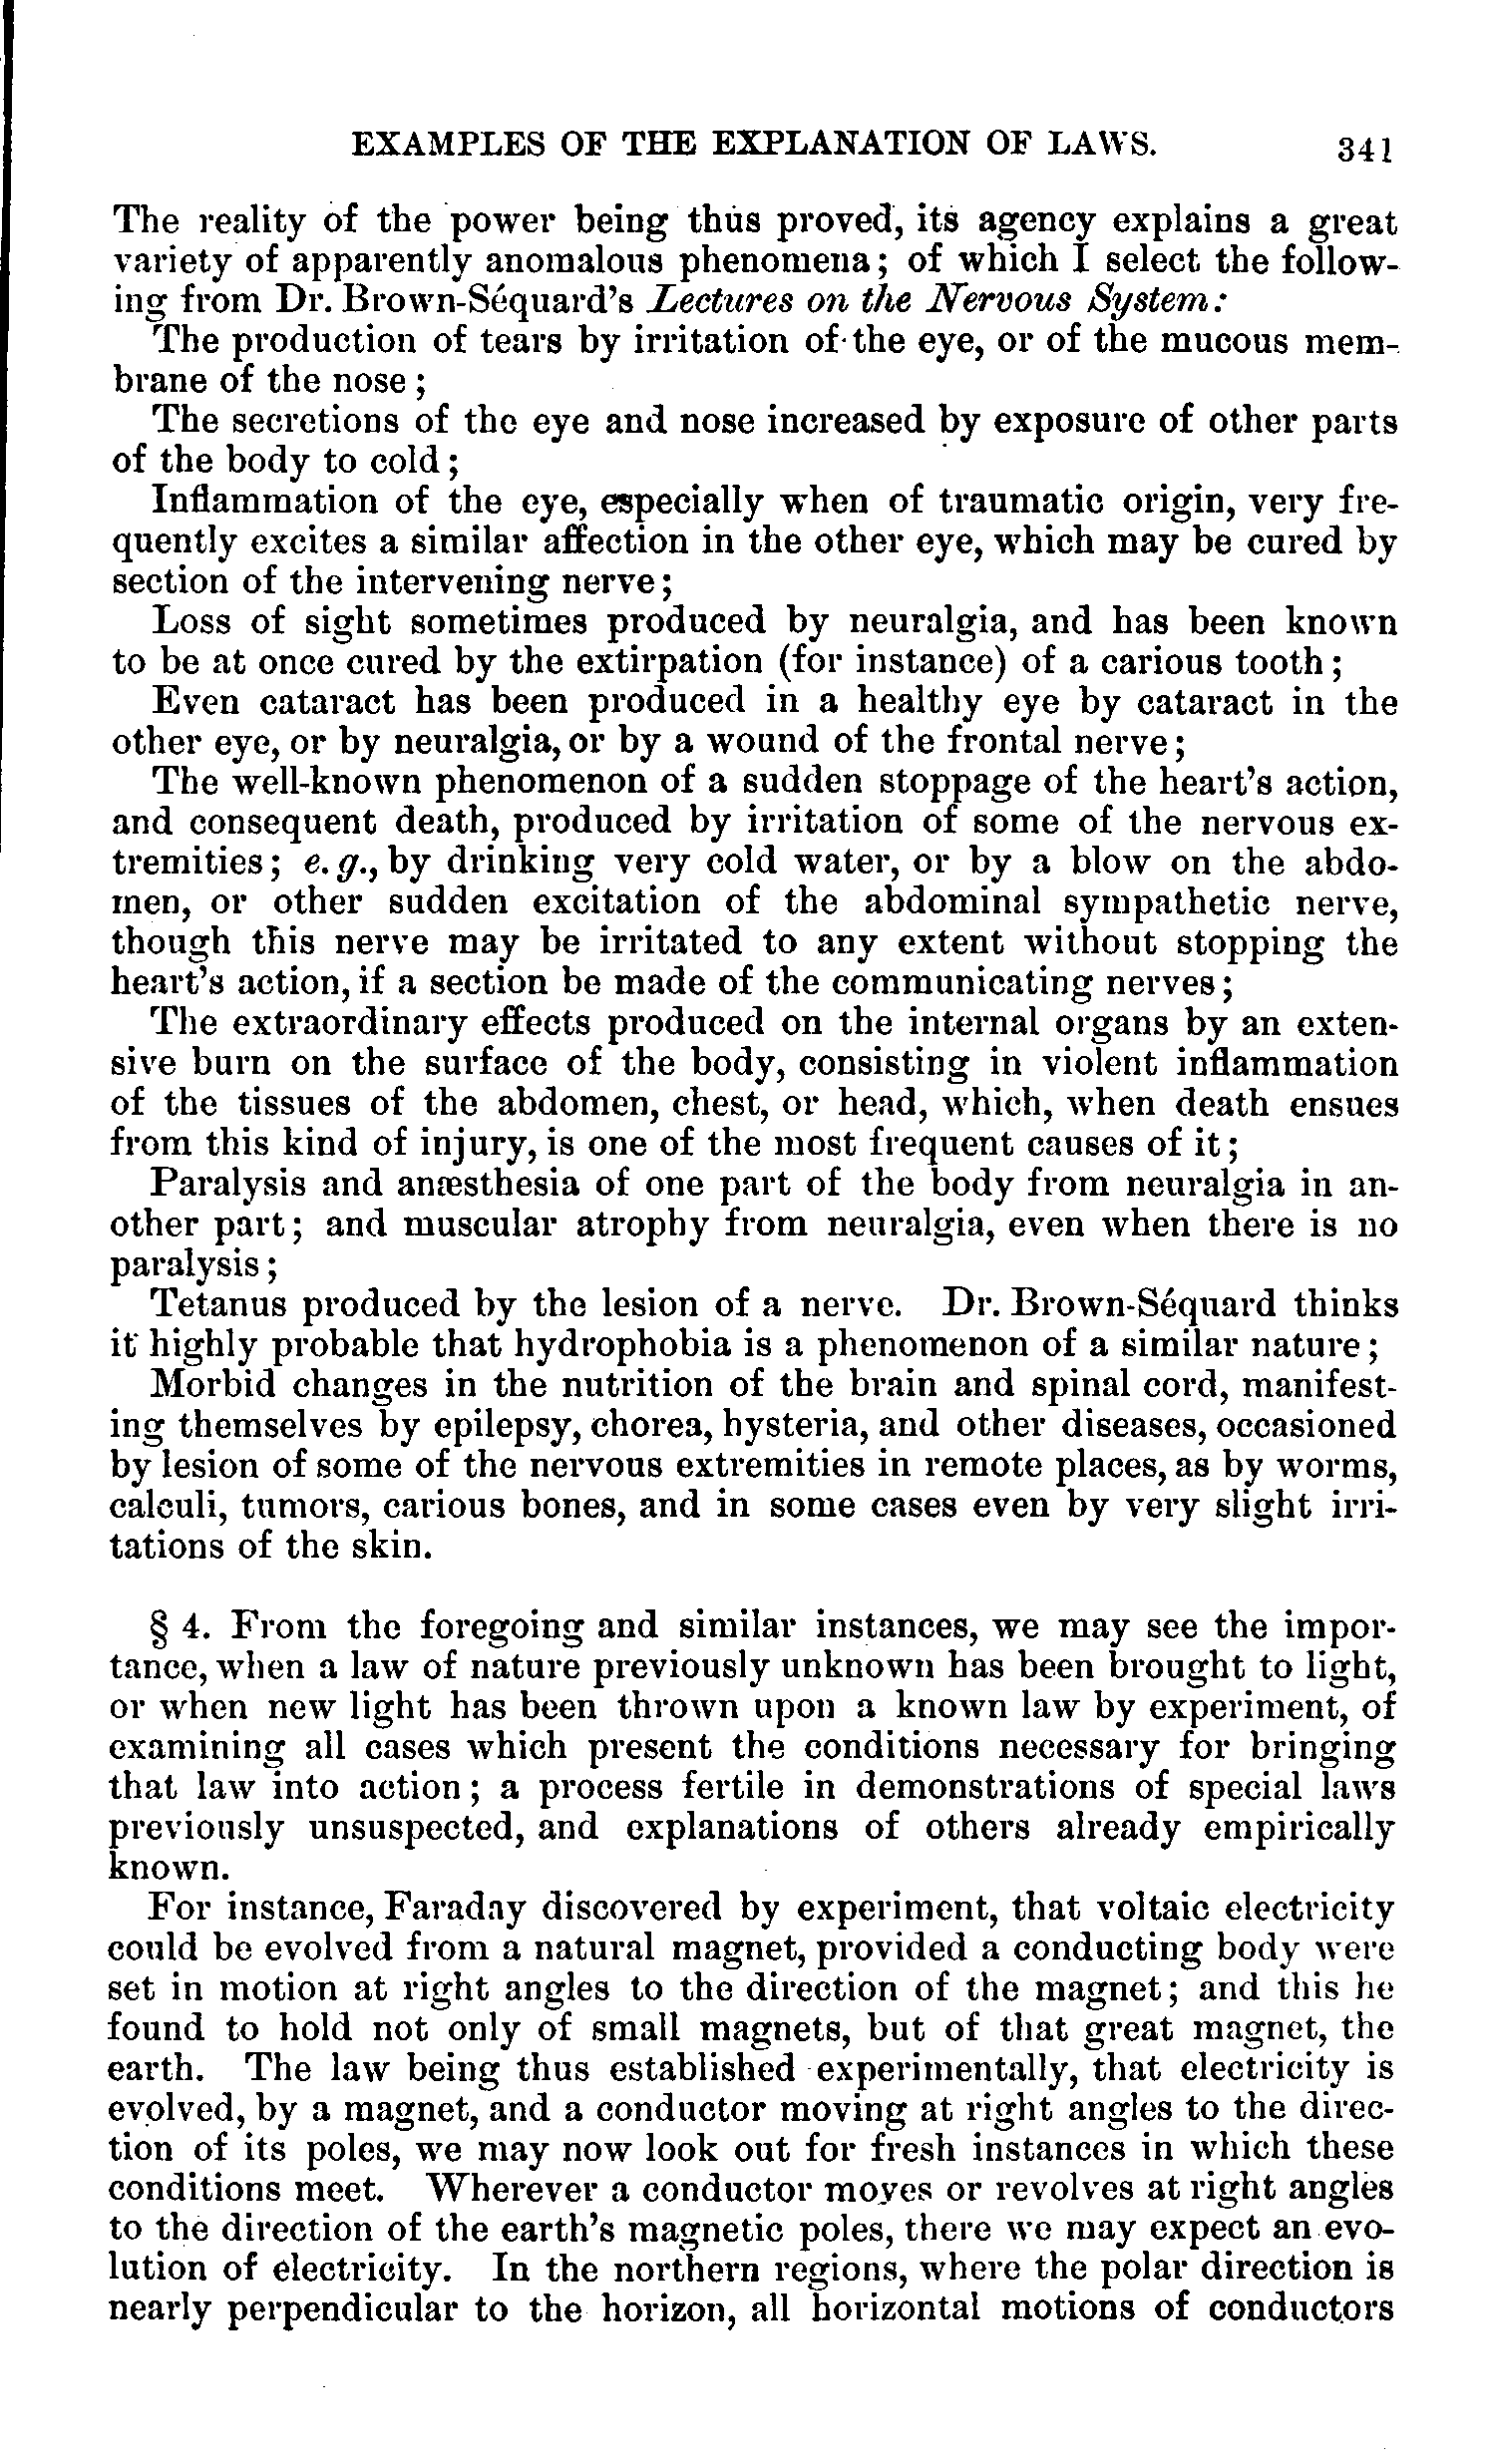 EXAMPLES OF THE EXPLANATION OF LAWS. 341
The reality of the power being thus proved, its agency explains a great
variety of apparently anomalous phenomena; of which I select the follow-
ing from Dr. Brown-Séquard's Lectures on the Nervous System:
The production of tears by irritation of the eye, or of the mucous mem-
brane of the nose;
The secretions of the eye and nose increased by exposure of other parts
of the body to cold;
Inflammation of the eye, especially when of traumatic origin, very fre-
quently excites a similar affection in the other eye, which may be cured by
section of the intervening nerve;
Loss of sight sometimes produced by neuralgia, and has been known
to be at once cured by the extirpation (for instance) of a carious tooth;
Even cataract has been produced in a healthy eye by cataract in the
other eye, or by neuralgia, or by a wound of the frontal nerve;
The well-known phenomenon of a sudden stoppage of the heart's action,
and consequent death, produced by irritation of some of the nervous ex-
tremities; e.g., by drinking very cold water, or by a blow on the abdo-
men, or other sudden excitation of the abdominal sympathetic nerve,
though this nerve may be irritated to any extent without stopping the
heart's action, if a section be made of the communicating nerves;
The extraordinary effects produced on the internal organs by an exten-
sive burn on the surface of the body, consisting in violent inflammation
of the tissues of the abdomen, chest, or head, which, when death ensues
from this kind of injury, is one of the most frequent causes of it;
Paralysis and anæsthesia of one part of the body from neuralgia in an-
other part; and muscular atrophy from neuralgia, even when there is no
paralysis;
Tetanus produced by the lesion of a nerve. Dr. Brown-Séquard thinks
it highly probable that hydrophobia is a phenomenon of a similar nature;
Morbid changes in the nutrition of the brain and spinal cord, manifest-
ing themselves by epilepsy, chorea, hysteria, and other diseases, occasioned
by lesion of some of the nervous extremities in remote places, as by worms,
calculi, tumors, carious bones, and in some cases even by very slight irri-
tations of the skin.
§ 4. From the foregoing and similar instances, we may see the impor-
tance, when a law of nature previously unknown has been brought to light,
or when new light has been thrown upon a known law by experiment, of
examining all cases which present the conditions necessary for bringing
that law into action; a process fertile in demonstrations of special laws
previously unsuspected, and explanations of others already empirically
known.
For instance, Faraday discovered by experiment, that voltaic electricity
could be evolved from a natural magnet, provided a conducting body were
set in motion at right angles to the direction of the magnet; and this he
found to hold not only of small magnets, but of that great magnet, the
earth. The law being thus established experimentally, that electricity is
evolved, by a magnet, and a conductor moving at right angles to the direc-
tion of its poles, we may now look out for fresh instances in which these
conditions meet. Wherever a conductor moves or revolves at right angles
to the direction of the earth's magnetic poles, there we may expect an evo-
lution of electricity. In the northern regions, where the polar direction is
nearly perpendicular to the horizon, all horizontal motions of conductors